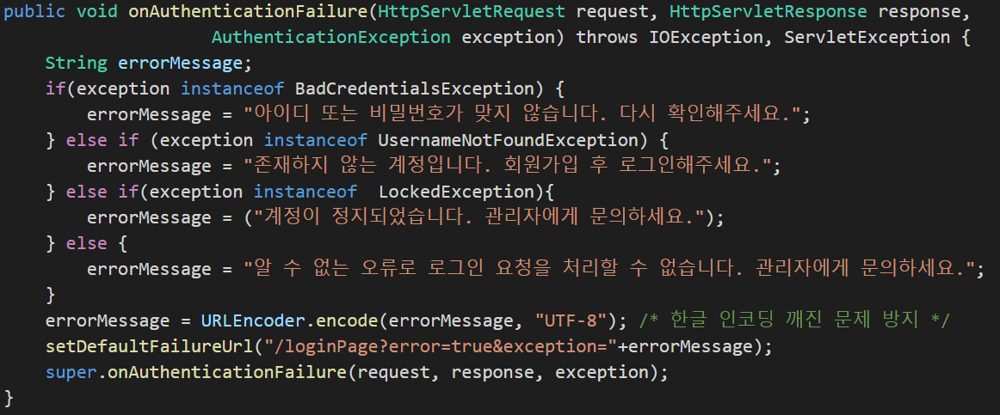 public void onAuthenticationFailure(HttpServletRequest request, HttpServletResponse response,
                    AuthenticationException exception) throws IOException, ServletException {
    String errorMessage;
    if(exception instanceof BadCredentialsException) {
        errorMessage = "아이디 또는 비밀번호가 맞지 않습니다. 다시 확인해주세요.";
    } else if (exception instanceof UsernameNotFoundException) {
        errorMessage = "존재하지 않는 계정입니다. 회원가입 후 로그인해주세요.";
    } else if(exception instanceof  LockedException){
        errorMessage = ("계정이 정지되었습니다. 관리자에게 문의하세요.");
    } else {
        errorMessage = "알 수 없는 오류로 로그인 요청을 처리할 수 없습니다. 관리자에게 문의하세요.";
    }
    errorMessage = URLEncoder.encode(errorMessage, "UTF-8"); /* 한글 인코딩 깨진 문제 방지 */
    setDefaultFailureUrl("/loginPage?error=true&exception="+errorMessage);
    super.onAuthenticationFailure(request, response, exception);
}